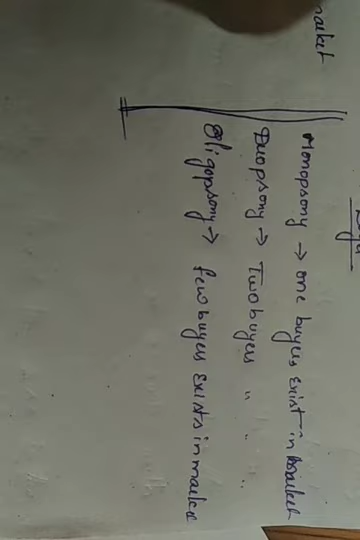 market
Monopsony → one buyers exist in market
Duopsony → Two buyers " " "
Oligopsony → few buyers exists in market